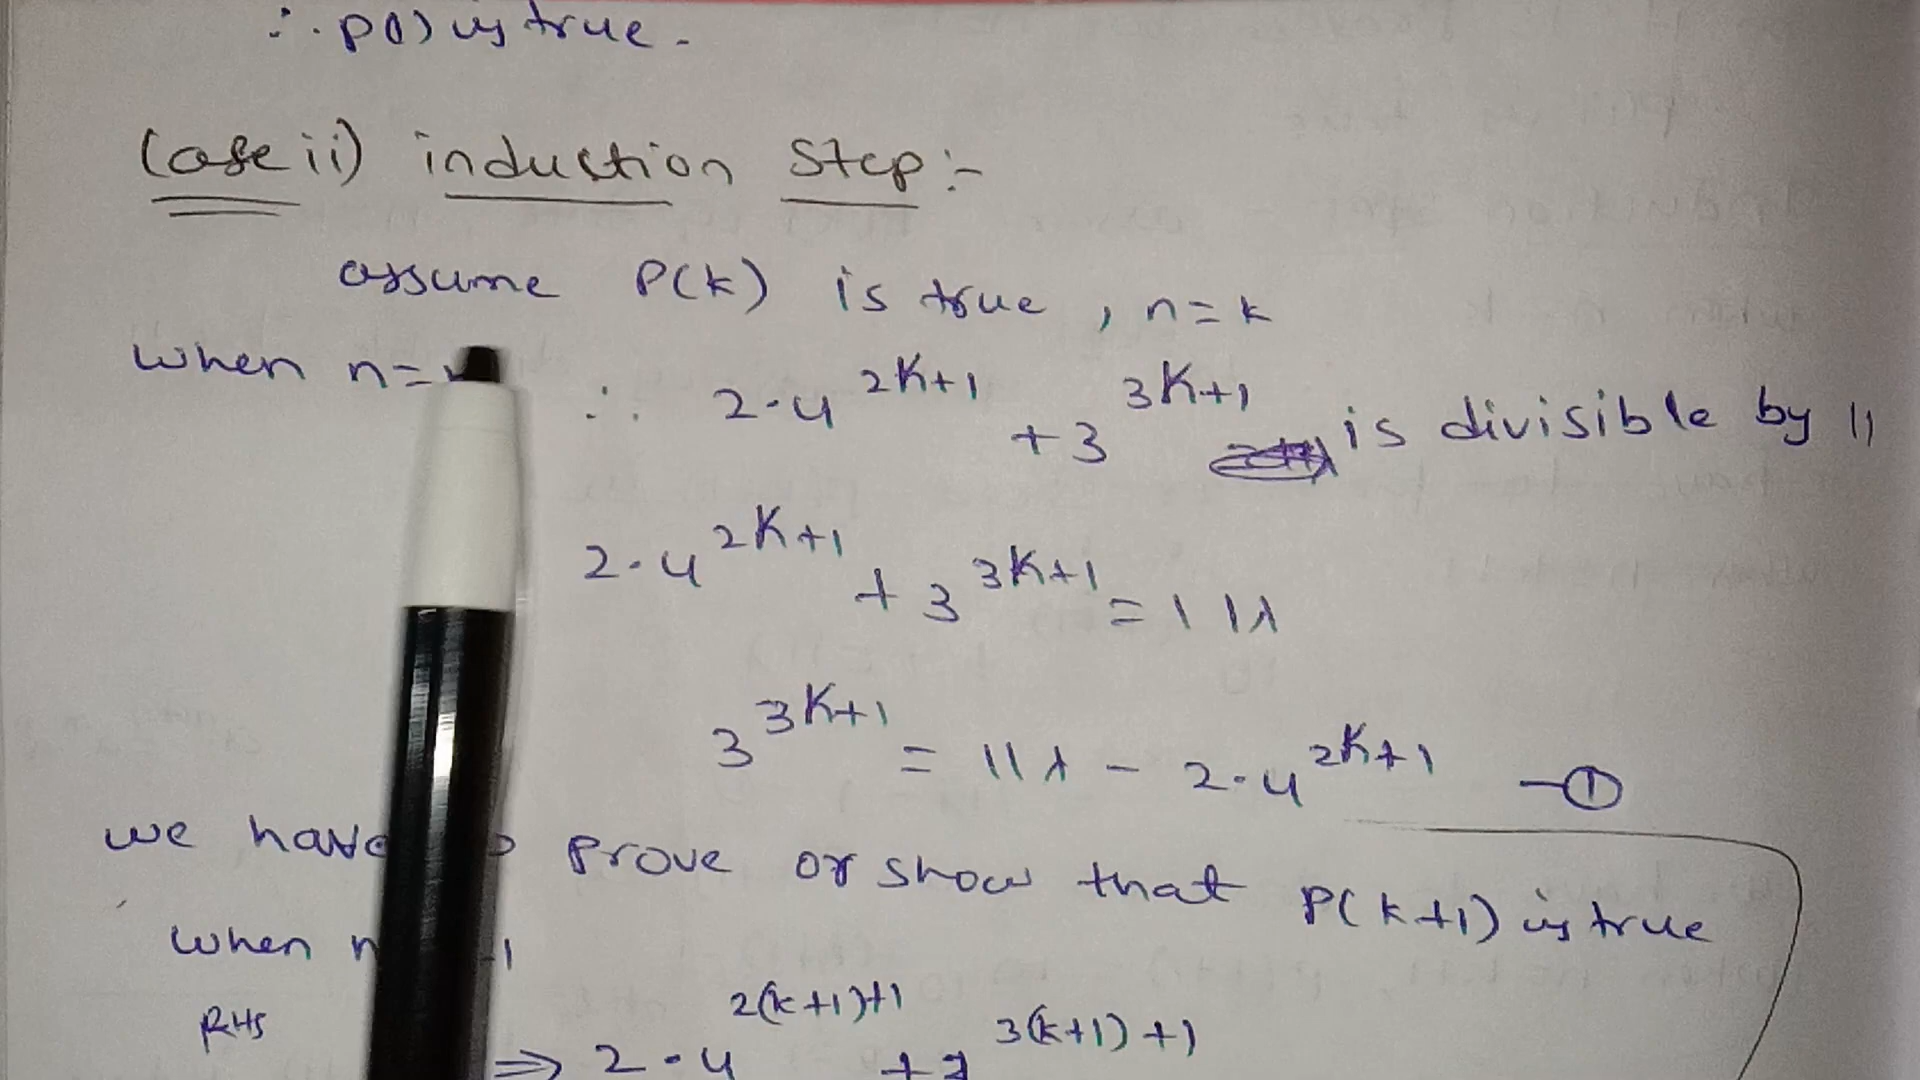 ∴ P(1) is true.
(Case ii) induction Step :-
assume P(k) is true, n=k
when n=
∴ 2·4^{2K+1} + 3^{3K+1} is divisible by 11
2·4^{2K+1} + 3^{3K+1} = 11λ
3^{3K+1} = 11λ - 2·4^{2K+1} —①
we have prove or show that P(k+1) is true
when n
RHS
⇒ 2·4^{2(k+1)+1} + 3^{3(k+1)+1}